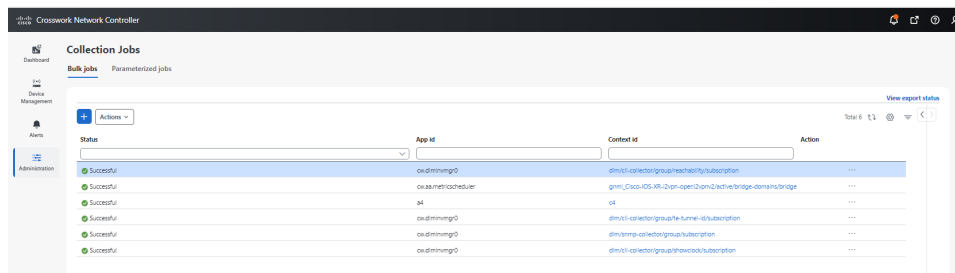 cisco Crosswork Network Controller
Dashboard
Device Management
Alerts
Administration
Collection Jobs
Bulk jobs Parameterized jobs
View export status
+ Actions Total 6
Status App id Context id Action
Successful cw.dlminvmgr0 dlm/cli-collector/group/reachability/subscription ...
Successful cw.aa.metricscheduler gnmi_Cisco-IOS-XR-l2vpn-oper:l2vpnv2/active/bridge-domains/bridge ...
Successful a4 c4 ...
Successful cw.dlminvmgr0 dlm/cli-collector/group/te-tunnel-id/subscription ...
Successful cw.dlminvmgr0 dlm/snmp-collector/group/subscription ...
Successful cw.dlminvmgr0 dlm/cli-collector/group/showclock/subscription ...